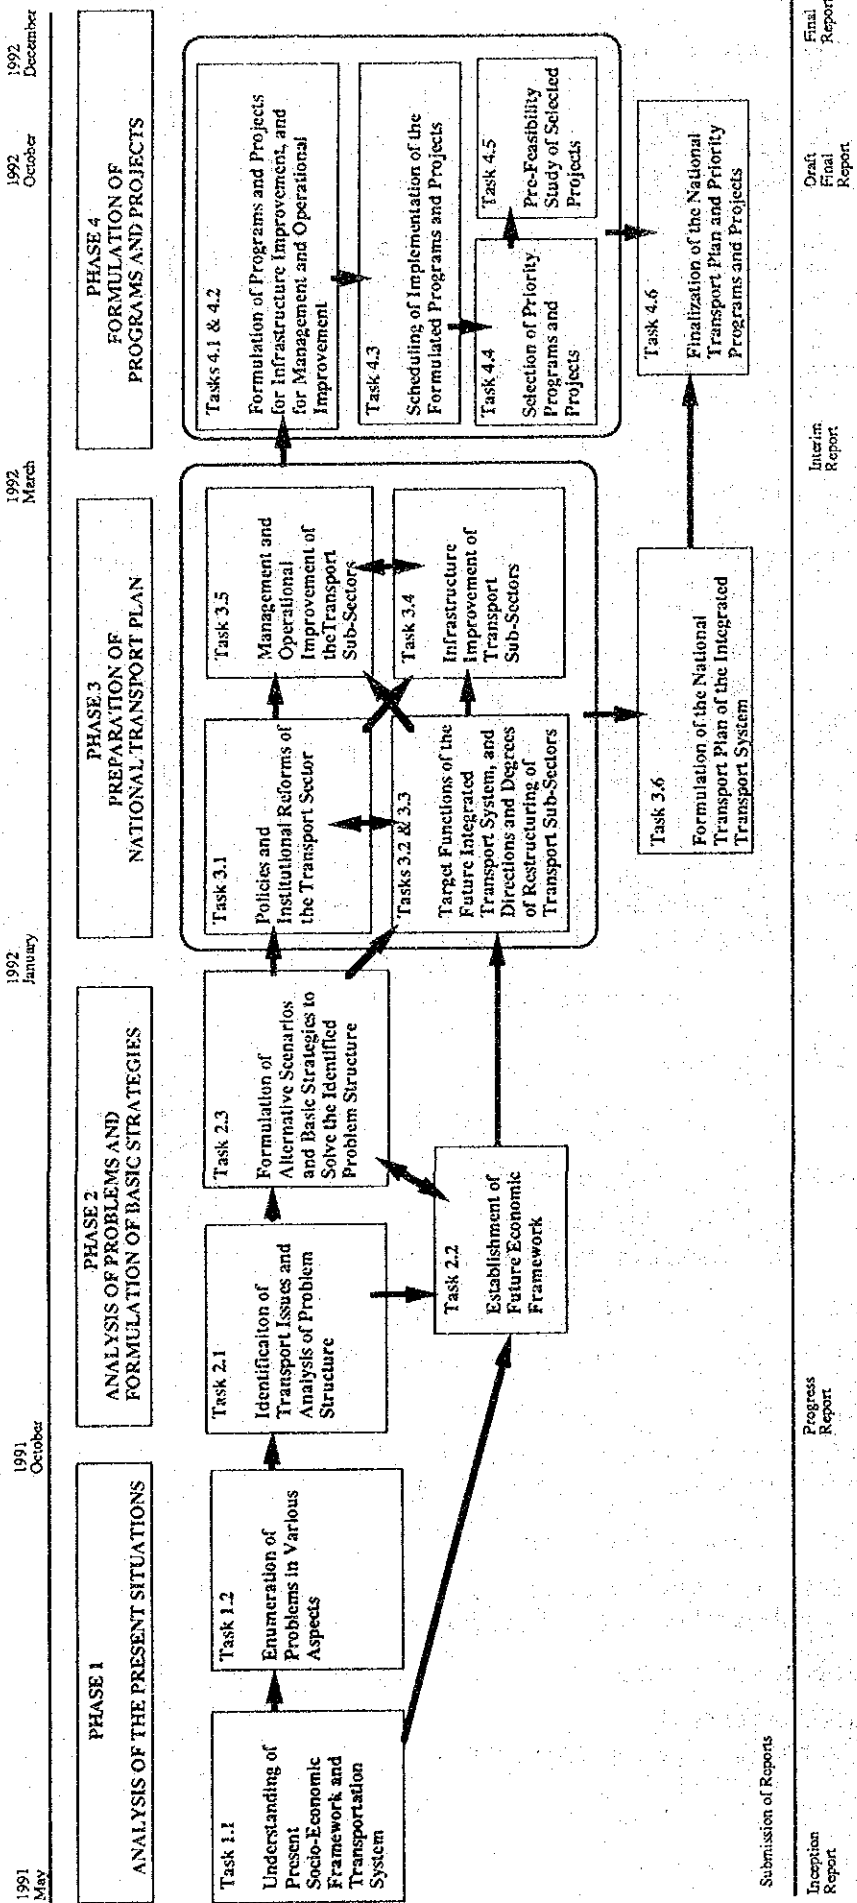 1991
May
1991
October
1992
January
1992
March
1992
October
1992
December
PHASE 1
ANALYSIS OF THE PRESENT SITUATIONS
PHASE 2
ANALYSIS OF PROBLEMS AND
FORMULATION OF BASIC STRATEGIES
PHASE 3
PREPARATION OF
NATIONAL TRANSPORT PLAN
PHASE 4
FORMULATION OF
PROGRAMS AND PROJECTS
Task 1.1
Understanding of
Present
Socio-Economic
Framework and
Transportation
System
Task 1.2
Enumeration of
Problems in Various
Aspects
Task 2.1
Identificaiton of
Transport Issues and
Analysis of Problem
Structure
Task 2.3
Formulation of
Alternative Scenarios
and Basic Strategies to
Solve the Identified
Problem Structure
Task 2.2
Establishment of
Future Economic
Framework
Task 3.1
Policies and
Institutional Reforms of
the Transport Sector
Tasks 3.2 & 3.3
Target Functions of the
Future Integrated
Transport System, and
Directions and Degrees
of Restructuring of
Transport Sub-Sectors
Task 3.5
Management and
Operational
Improvement of
theTransport
Sub-Sectors
Task 3.4
Infrastructure
Improvement of
Transport
Sub-Sectors
Task 3.6
Formulation of the National
Transport Plan of the Integrated
Transport System
Tasks 4.1 & 4.2
Formulation of Programs and Projects
for Infrastructure Improvement, and
for Management and Operational
Improvement
Task 4.3
Scheduling of Implementation of the
Formulated Programs and Projects
Task 4.4
Selection of Priority
Programs and
Projects
Task 4.5
Pre-Feasibility
Study of Selected
Projects
Task 4.6
Finalization of the National
Transport Plan and Priority
Programs and Projects
Submission of Reports
Inception
Report
Progress
Report
Interim
Report
Draft
Final
Report
Final
Report